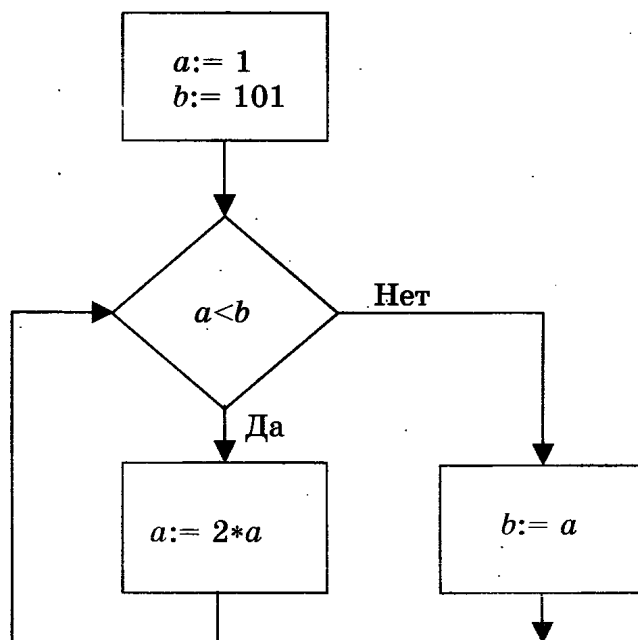 a:= 1
b:= 101
a<b
Нет
Да
a:= 2*a
b:= a